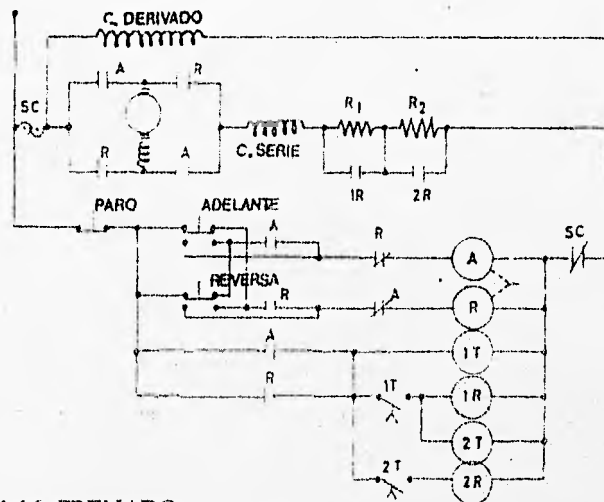 C. DERIVADO
A R
SC
R A
C. SERIE
R1 R2
1R 2R
PARO ADELANTE
A R A SC
REVERSA
R A R
A 1T
R 1T 1R
2T
2T 2R